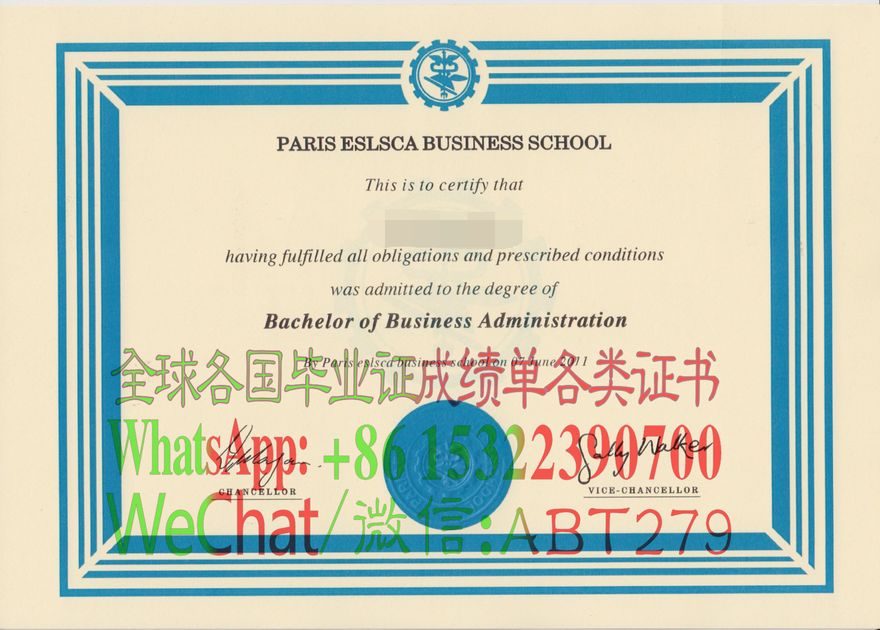 PARIS ESLSCA BUSINESS SCHOOL
This is to certify that
having fulfilled all obligations and prescribed conditions
was admitted to the degree of
Bachelor of Business Administration
By Paris eslsca business school on 07 June 2011
全球各国毕业证成绩单各类证书
WhatsApp: +86 15322390700
Sally Walker
CHANCELLOR
VICE-CHANCELLOR
WeChat/微信:ABT279